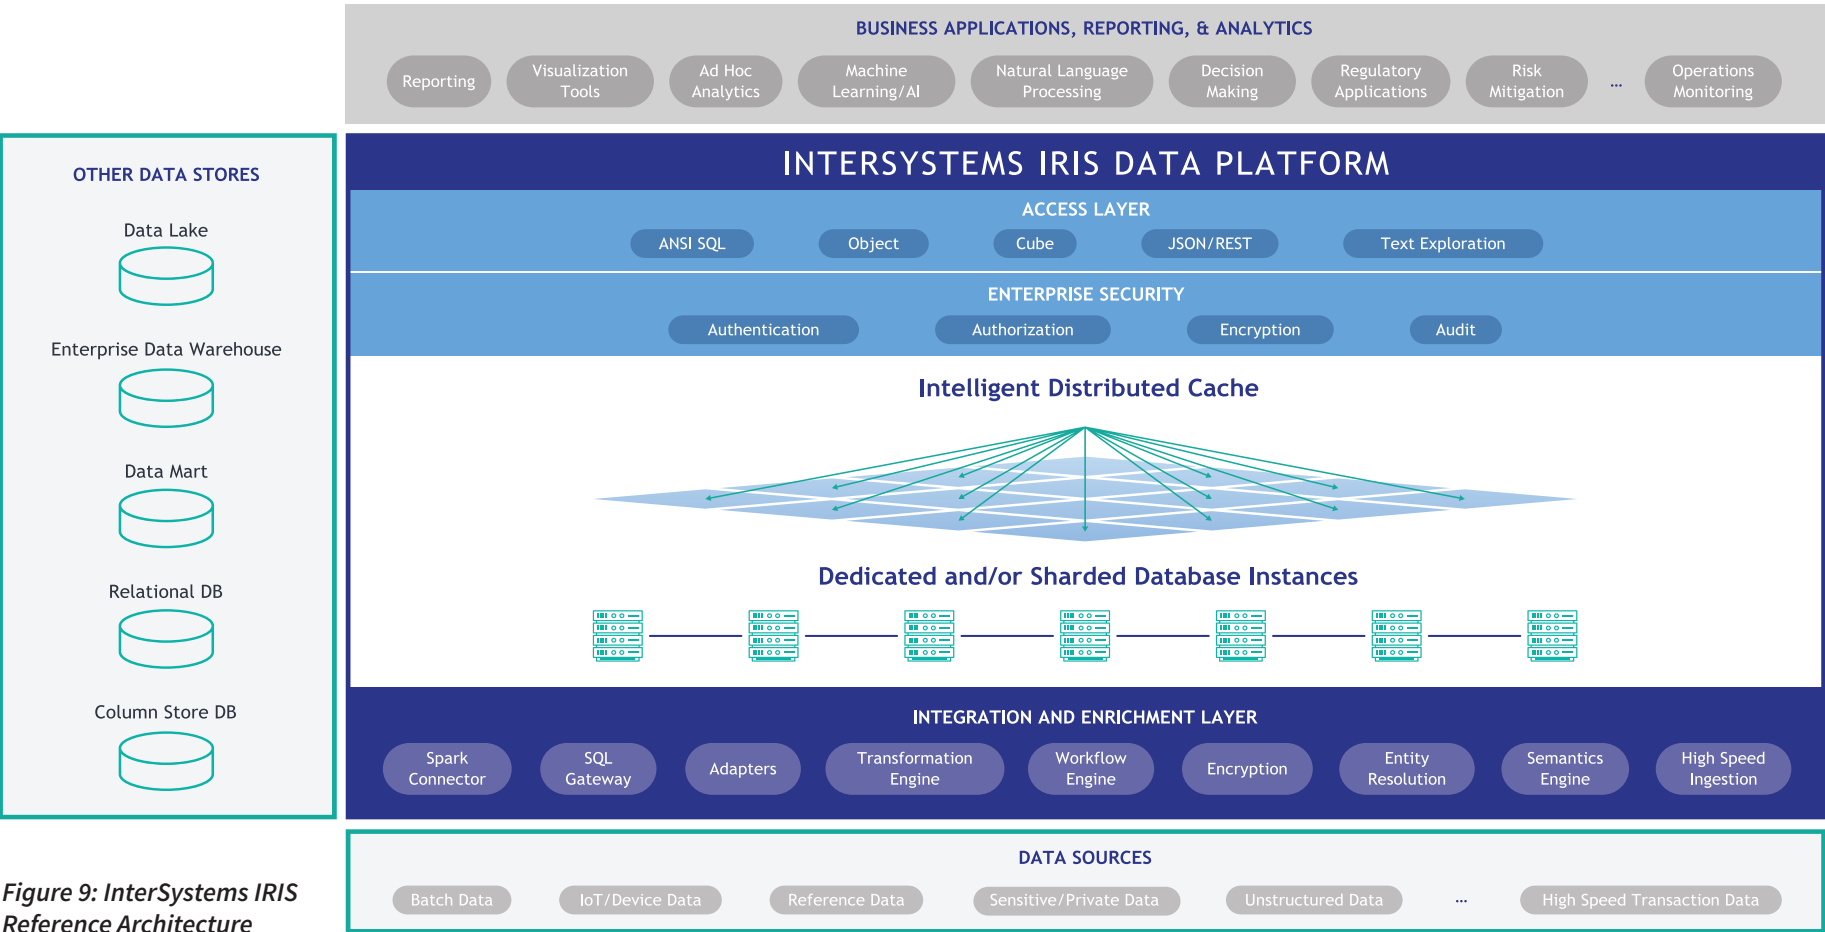 BUSINESS APPLICATIONS, REPORTING, & ANALYTICS
Reporting
Visualization
Tools
Ad Hoc
Analytics
Machine
Learning/AI
Natural Language
Processing
Decision
Making
Regulatory
Applications
Risk
Mitigation
...
Operations
Monitoring
OTHER DATA STORES
Data Lake
Enterprise Data Warehouse
Data Mart
Relational DB
Column Store DB
INTERSYSTEMS IRIS DATA PLATFORM
ACCESS LAYER
ANSI SQL
Object
Cube
JSON/REST
Text Exploration
ENTERPRISE SECURITY
Authentication
Authorization
Encryption
Audit
Intelligent Distributed Cache
Dedicated and/or Sharded Database Instances
INTEGRATION AND ENRICHMENT LAYER
Spark
Connector
SQL
Gateway
Adapters
Transformation
Engine
Workflow
Engine
Encryption
Entity
Resolution
Semantics
Engine
High Speed
Ingestion
DATA SOURCES
Batch Data
IoT/Device Data
Reference Data
Sensitive/Private Data
Unstructured Data
...
High Speed Transaction Data
Figure 9: InterSystems IRIS
Reference Architecture